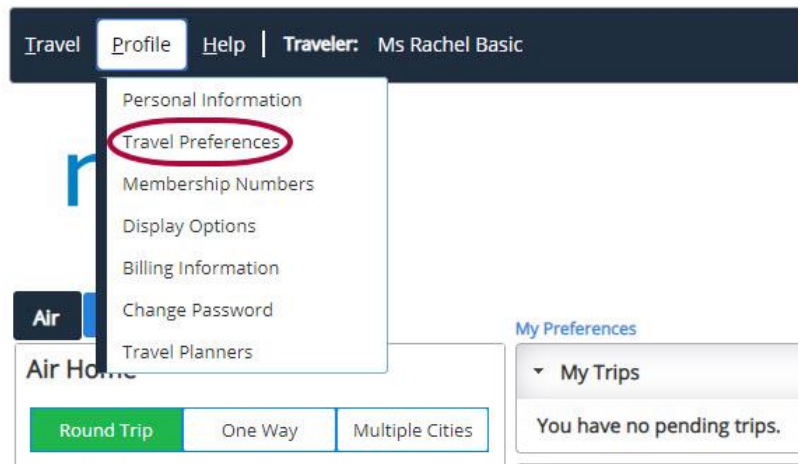 Travel Profile Help | Traveler: Ms Rachel Basic
Personal Information
Travel Preferences
Membership Numbers
Display Options
Billing Information
Change Password
Travel Planners
Air
Air Home
Round Trip One Way Multiple Cities
My Preferences
My Trips
You have no pending trips.